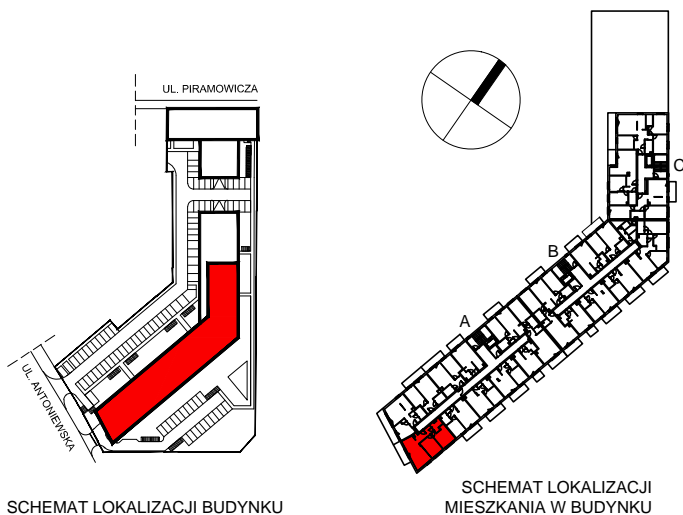 UL. PIRAMOWICZA
UL. ANTONIEWSKA
SCHEMAT LOKALIZACJI BUDYNKU
C
B
A
SCHEMAT LOKALIZACJI
MIESZKANIA W BUDYNKU